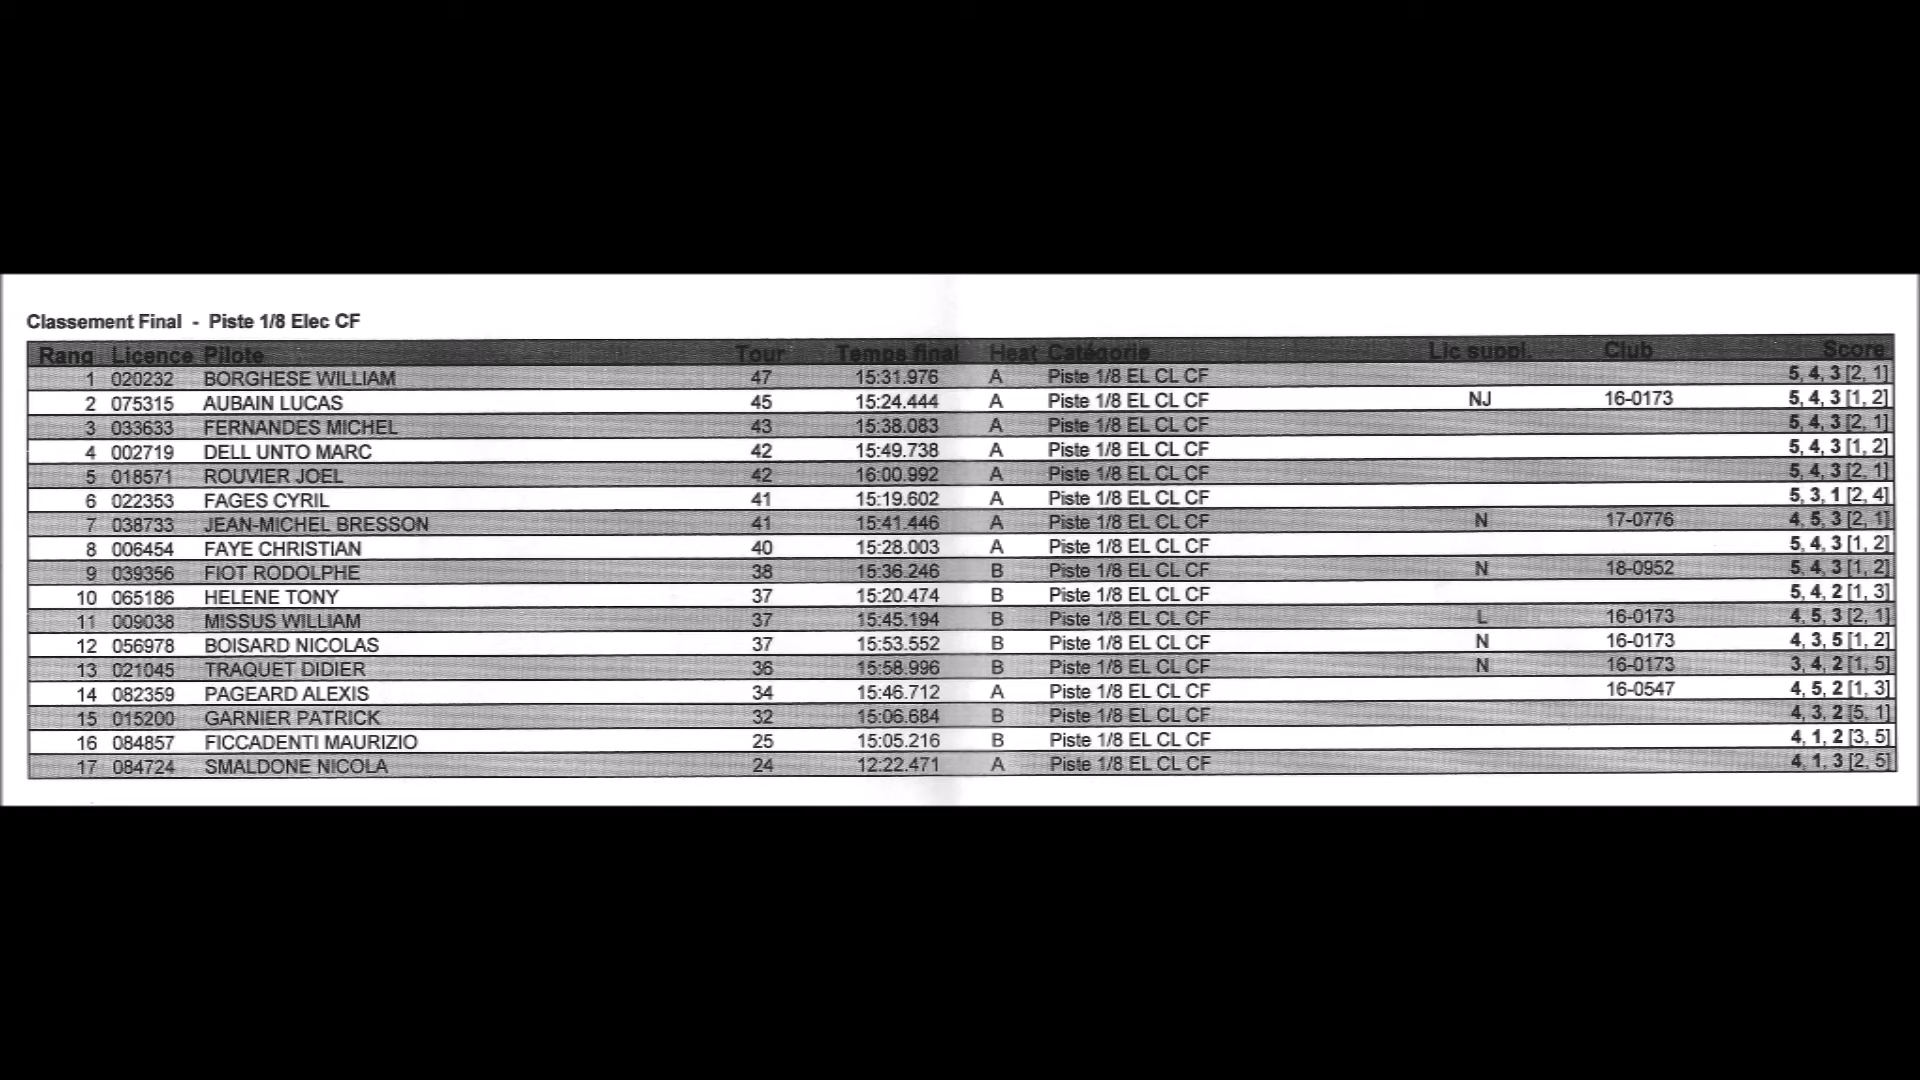 Classement Final - Piste 1/8 Elec CF
Rang Licence Pilote Tour Temps final Heat Catégorie Lic suppl. Club Score
1 020232 BORGHESE WILLIAM 47 15:31.976 A Piste 1/8 EL CL CF 5, 4, 3 [2, 1]
2 075315 AUBAIN LUCAS 45 15:24.444 A Piste 1/8 EL CL CF NJ 16-0173 5, 4, 3 [1, 2]
3 033633 FERNANDES MICHEL 43 15:38.083 A Piste 1/8 EL CL CF 5, 4, 3 [2, 1]
4 002719 DELL UNTO MARC 42 15:49.738 A Piste 1/8 EL CL CF 5, 4, 3 [1, 2]
5 018571 ROUVIER JOEL 42 16:00.992 A Piste 1/8 EL CL CF 5, 4, 3 [2, 1]
6 022353 FAGES CYRIL 41 15:19.602 A Piste 1/8 EL CL CF 5, 3, 1 [2, 4]
7 038733 JEAN-MICHEL BRESSON 41 15:41.446 A Piste 1/8 EL CL CF N 17-0776 4, 5, 3 [2, 1]
8 006454 FAYE CHRISTIAN 40 15:28.003 A Piste 1/8 EL CL CF 5, 4, 3 [1, 2]
9 039356 FIOT RODOLPHE 38 15:36.246 B Piste 1/8 EL CL CF N 18-0952 5, 4, 3 [1, 2]
10 065186 HELENE TONY 37 15:20.474 B Piste 1/8 EL CL CF 5, 4, 2 [1, 3]
11 009038 MISSUS WILLIAM 37 15:45.194 B Piste 1/8 EL CL CF L 16-0173 4, 5, 3 [2, 1]
12 056978 BOISARD NICOLAS 37 15:53.552 B Piste 1/8 EL CL CF N 16-0173 4, 3, 5 [1, 2]
13 021045 TRAQUET DIDIER 36 15:58.996 B Piste 1/8 EL CL CF N 16-0173 3, 4, 2 [1, 5]
14 082359 PAGEARD ALEXIS 34 15:46.712 A Piste 1/8 EL CL CF 16-0547 4, 5, 2 [1, 3]
15 015200 GARNIER PATRICK 32 15:06.684 B Piste 1/8 EL CL CF 4, 3, 2 [5, 1]
16 084857 FICCADENTI MAURIZIO 25 15:05.216 B Piste 1/8 EL CL CF 4, 1, 2 [3, 5]
17 084724 SMALDONE NICOLA 24 12:22.471 A Piste 1/8 EL CL CF 4, 1, 3 [2, 5]